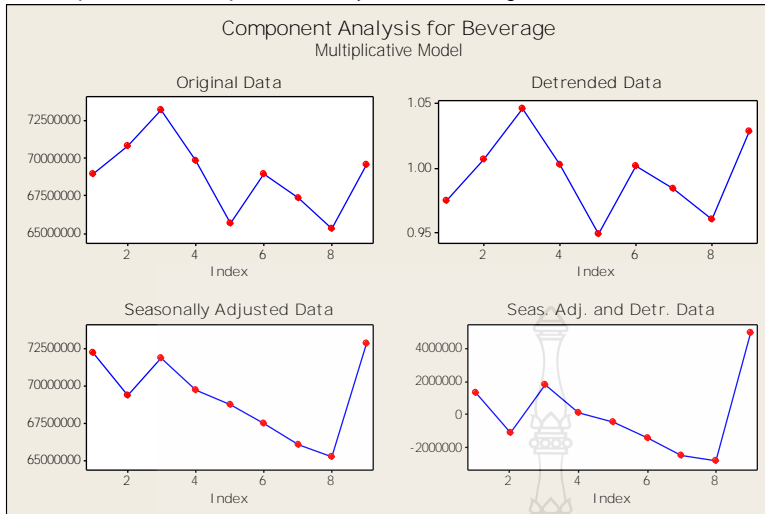 Component Analysis for Beverage
Multiplicative Model
Original Data
72500000
70000000
67500000
65000000
2 4 6 8
Index
Detrended Data
1.05
1.00
0.95
2 4 6 8
Index
Seasonally Adjusted Data
72500000
70000000
67500000
65000000
2 4 6 8
Index
Seas. Adj. and Detr. Data
4000000
2000000
0
-2000000
2 4 6 8
Index